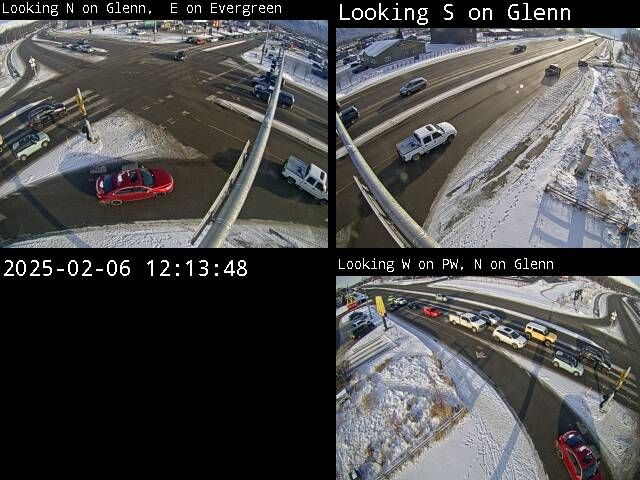 Looking N on Glenn, E on Evergreen
Looking S on Glenn
2025-02-06 12:13:48
Looking W on PW, N on Glenn